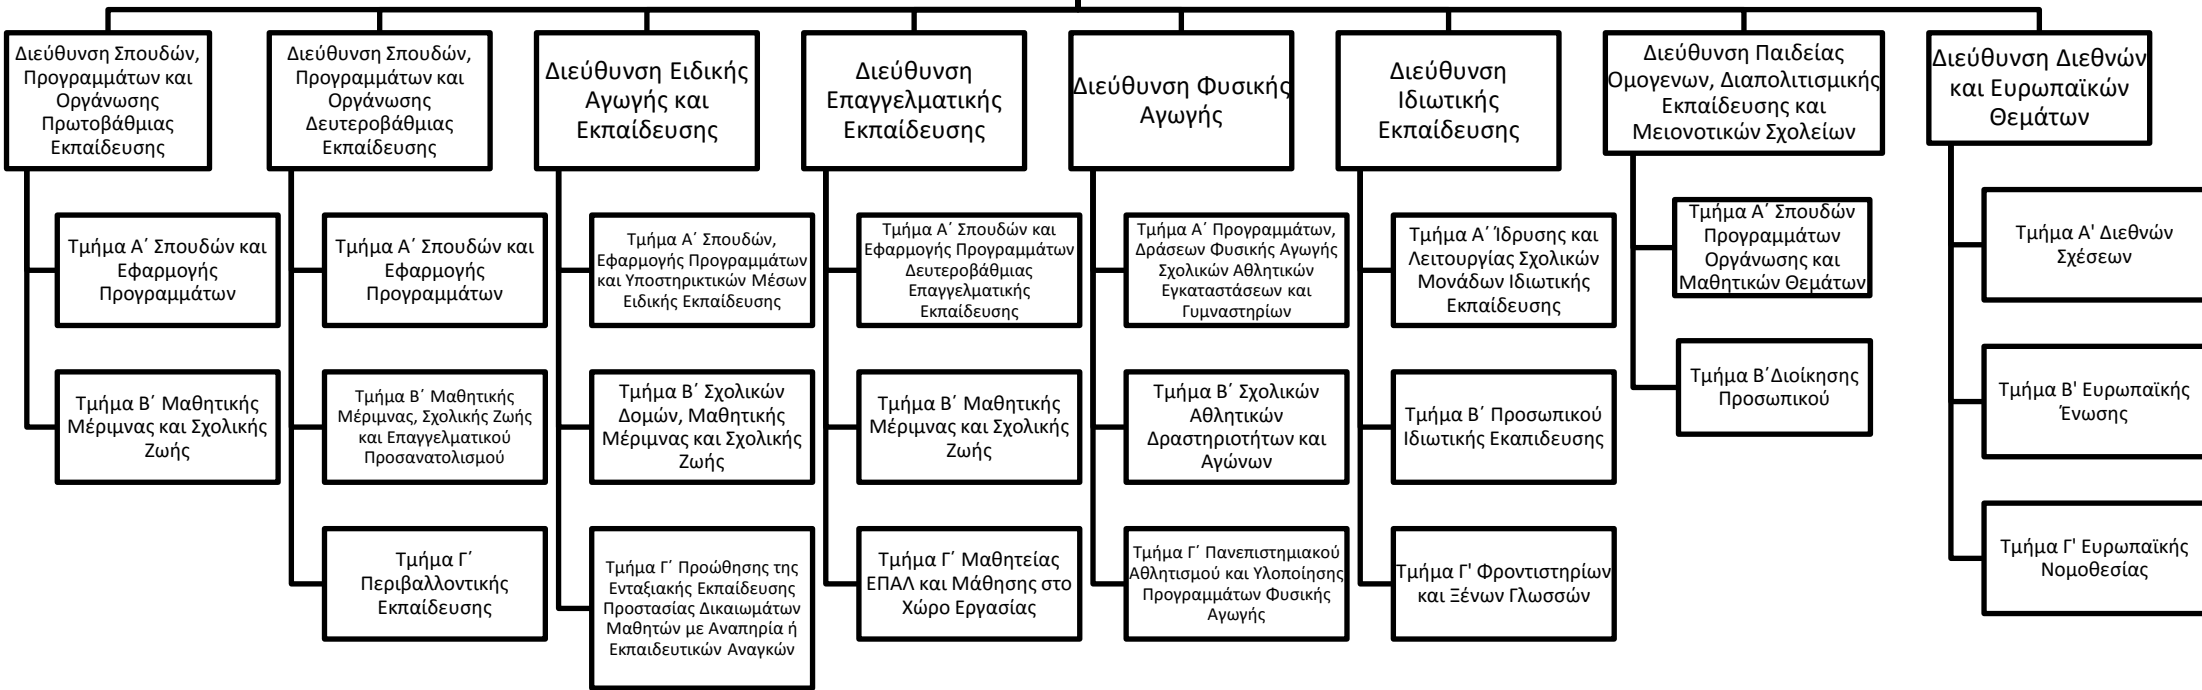 Διεύθυνση Σπουδών,
Προγραμμάτων και
Οργάνωσης
Πρωτοβάθμιας
Εκπαίδευσης
Τμήμα Α΄ Σπουδών και
Εφαρμογής
Προγραμμάτων
Τμήμα Β΄ Μαθητικής
Μέριμνας και Σχολικής
Ζωής
Διεύθυνση Σπουδών,
Προγραμμάτων και
Οργάνωσης
Δευτεροβάθμιας
Εκπαίδευσης
Τμήμα Α΄ Σπουδών και
Εφαρμογής
Προγραμμάτων
Τμήμα Β΄ Μαθητικής
Μέριμνας, Σχολικής Ζωής
και Επαγγελματικού
Προσανατολισμού
Τμήμα Γ΄
Περιβαλλοντικής
Εκπαίδευσης
Διεύθυνση Ειδικής
Αγωγής και
Εκπαίδευσης
Τμήμα Α΄ Σπουδών,
Εφαρμογής Προγραμμάτων
και Υποστηρικτικών Μέσων
Ειδικής Εκπαίδευσης
Τμήμα Β΄ Σχολικών
Δομών, Μαθητικής
Μέριμνας και Σχολικής
Ζωής
Τμήμα Γ΄ Προώθησης της
Ενταξιακής Εκπαίδευσης
Προστασίας Δικαιωμάτων
Μαθητών με Αναπηρία ή
Εκπαιδευτικών Αναγκών
Διεύθυνση
Επαγγελματικής
Εκπαίδευσης
Τμήμα Α΄ Σπουδών και
Εφαρμογής Προγραμμάτων
Δευτεροβάθμιας
Επαγγελματικής
Εκπαίδευσης
Τμήμα Β΄ Μαθητικής
Μέριμνας και Σχολικής
Ζωής
Τμήμα Γ΄ Μαθητείας
ΕΠΑΛ και Μάθησης στο
Χώρο Εργασίας
Διεύθυνση Φυσικής
Αγωγής
Τμήμα Α΄ Προγραμμάτων,
Δράσεων Φυσικής Αγωγής
Σχολικών Αθλητικών
Εγκαταστάσεων και
Γυμναστηρίων
Τμήμα Β΄ Σχολικών
Αθλητικών
Δραστηριοτήτων και
Αγώνων
Τμήμα Γ΄ Πανεπιστημιακού
Αθλητισμού και Υλοποίησης
Προγραμμάτων Φυσικής
Αγωγής
Διεύθυνση
Ιδιωτικής
Εκπαίδευσης
Τμήμα Α΄ Ίδρυσης και
Λειτουργίας Σχολικών
Μονάδων Ιδιωτικής
Εκπαίδευσης
Τμήμα Β΄ Προσωπικού
Ιδιωτικής Εκαπιδευσης
Τμήμα Γ' Φροντιστηρίων
και Ξένων Γλωσσών
Διεύθυνση Παιδείας
Ομογενων, Διαπολιτισμικής
Εκπαίδευσης και
Μειονοτικών Σχολείων
Τμήμα Α΄ Σπουδών
Προγραμμάτων
Οργάνωσης και
Μαθητικών Θεμάτων
Τμήμα Β΄Διοίκησης
Προσωπικού
Διεύθυνση Διεθνών
και Ευρωπαϊκών
Θεμάτων
Τμήμα Α' Διεθνών
Σχέσεων
Τμήμα Β' Ευρωπαϊκής
Ένωσης
Τμήμα Γ' Ευρωπαϊκής
Νομοθεσίας